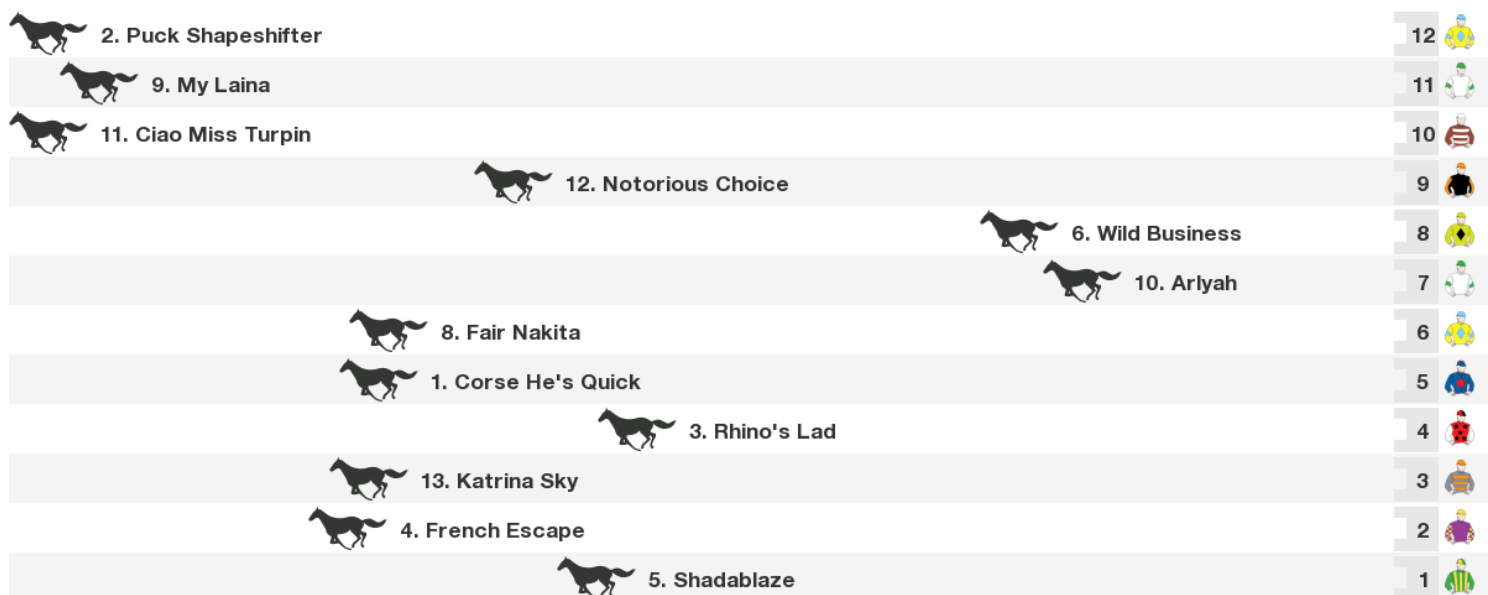 2. Puck Shapeshifter 12
9. My Laina 11
11. Ciao Miss Turpin 10
12. Notorious Choice 9
6. Wild Business 8
10. Arlyah 7
8. Fair Nakita 6
1. Corse He's Quick 5
3. Rhino's Lad 4
13. Katrina Sky 3
4. French Escape 2
5. Shadablaze 1